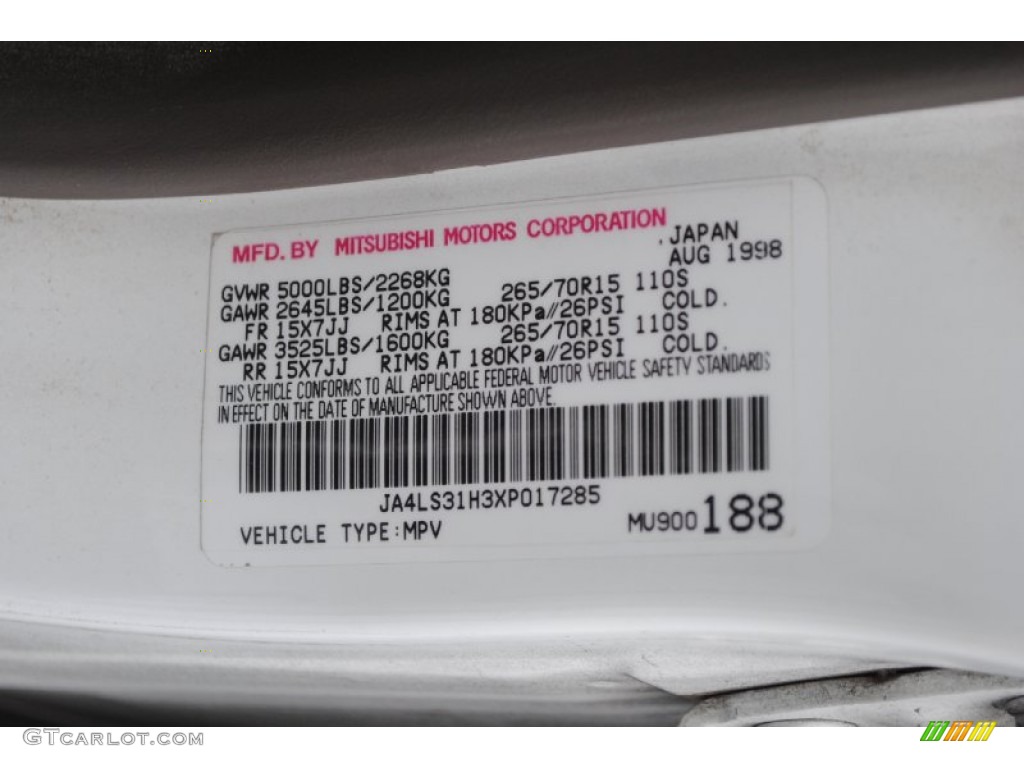 MFD. BY MITSUBISHI MOTORS CORPORATION
JAPAN
AUG 1998
GVWR 5000LBS/2268KG
GAWR 2645LBS/1200KG 265/70R15 110S
FR 15X7JJ RIMS AT 180KPa//26PSI COLD.
GAWR 3525LBS/1600KG 265/70R15 110S
RR 15X7JJ RIMS AT 180KPa//26PSI COLD.
THIS VEHICLE CONFORMS TO ALL APPLICABLE FEDERAL MOTOR VEHICLE SAFETY STANDARDS
IN EFFECT ON THE DATE OF MANUFACTURE SHOWN ABOVE.
JA4LS31H3XP017285
VEHICLE TYPE:MPV MU900 188
GTcarlot.com